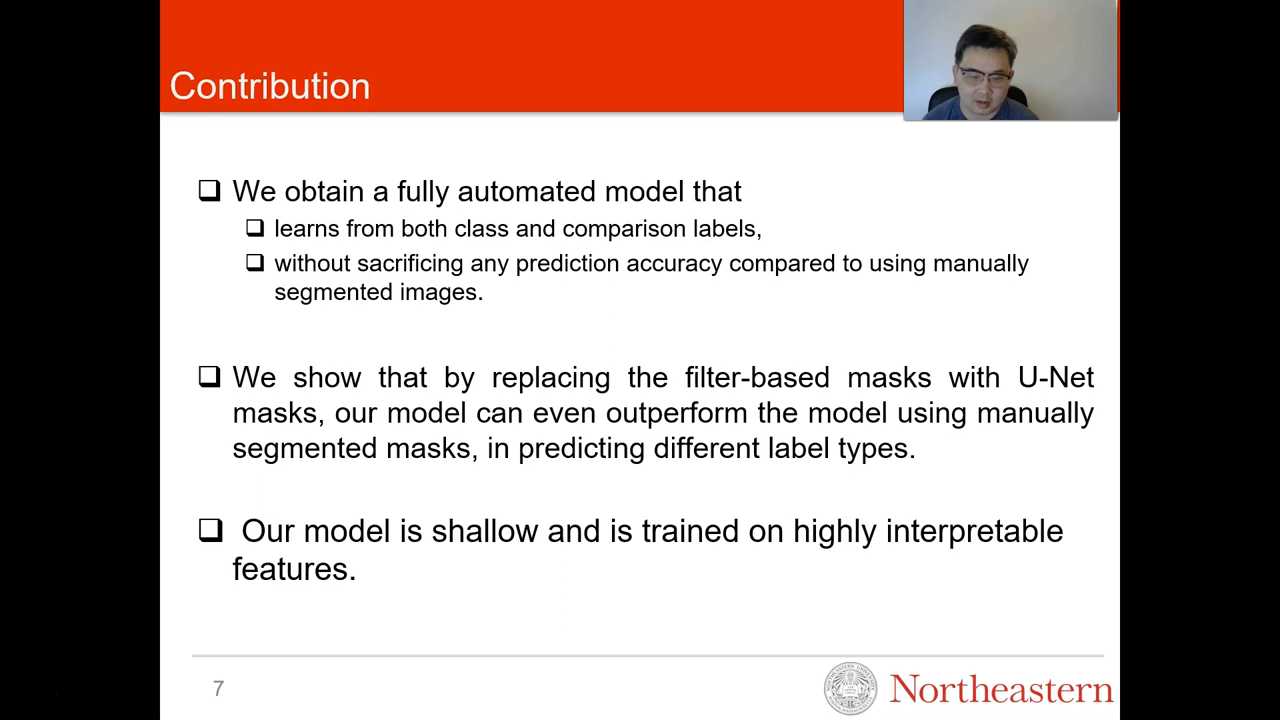 Contribution
We obtain a fully automated model that
learns from both class and comparison labels,
without sacrificing any prediction accuracy compared to using manually
segmented images.
We show that by replacing the filter-based masks with U-Net
masks, our model can even outperform the model using manually
segmented masks, in predicting different label types.
Our model is shallow and is trained on highly interpretable
features.
7
Northeastern